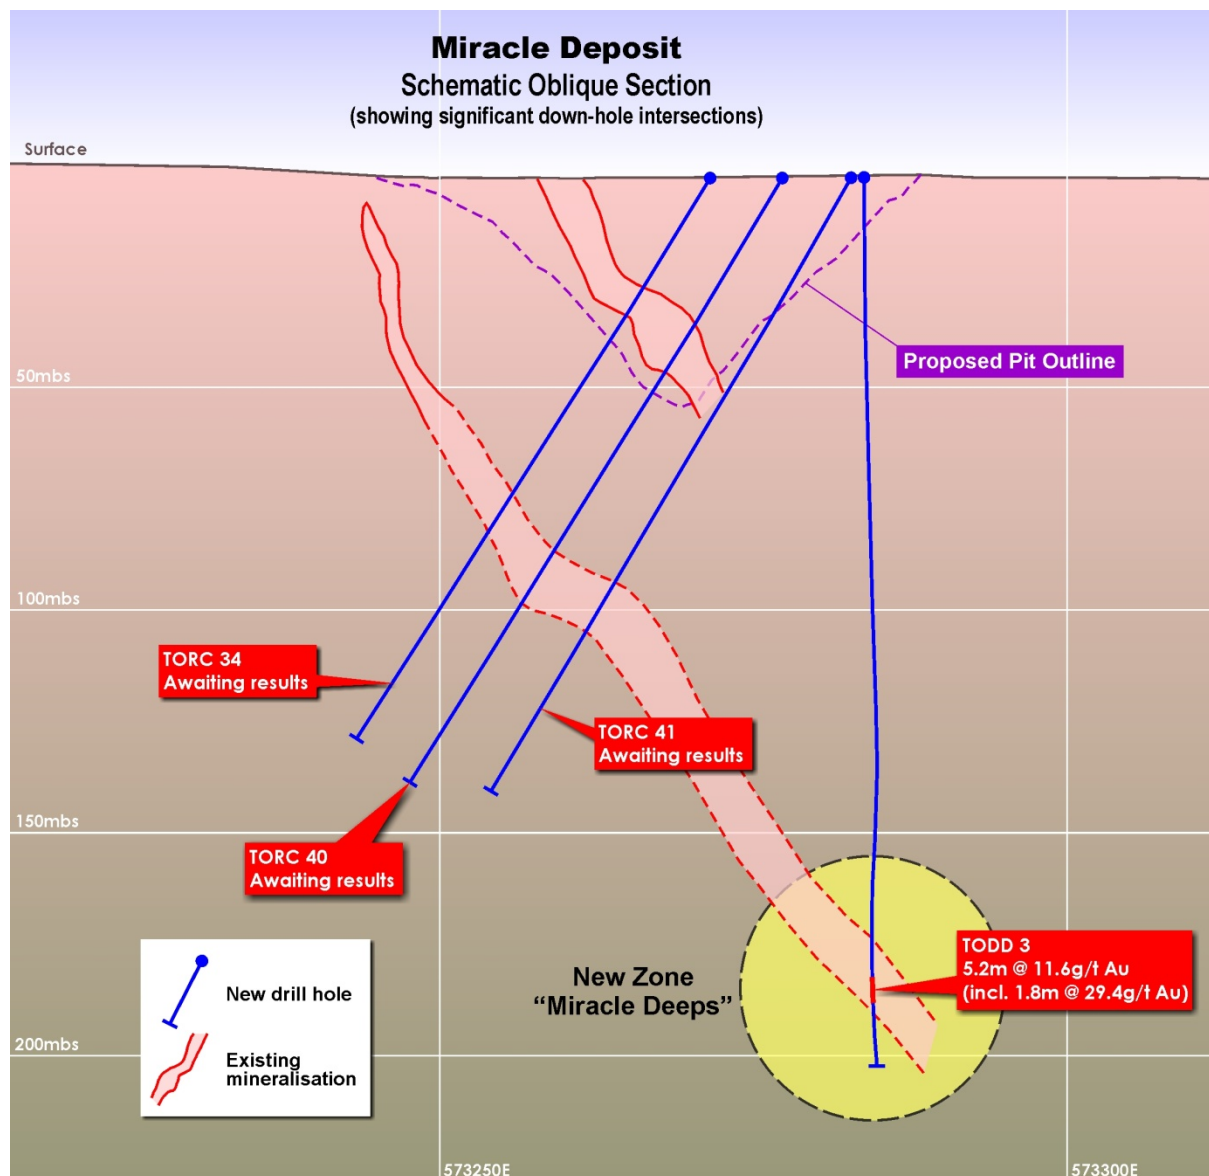 Miracle Deposit
Schematic Oblique Section
(showing significant down-hole intersections)
Surface
Proposed Pit Outline
50mbs
100mbs
TORC 34
Awaiting results
TORC 41
Awaiting results
150mbs
TORC 40
Awaiting results
TODD 3
5.2m @ 11.6g/t Au
(incl. 1.8m @ 29.4g/t Au)
New Zone
“Miracle Deeps”
New drill hole
200mbs
Existing
mineralisation
573250E
573300E